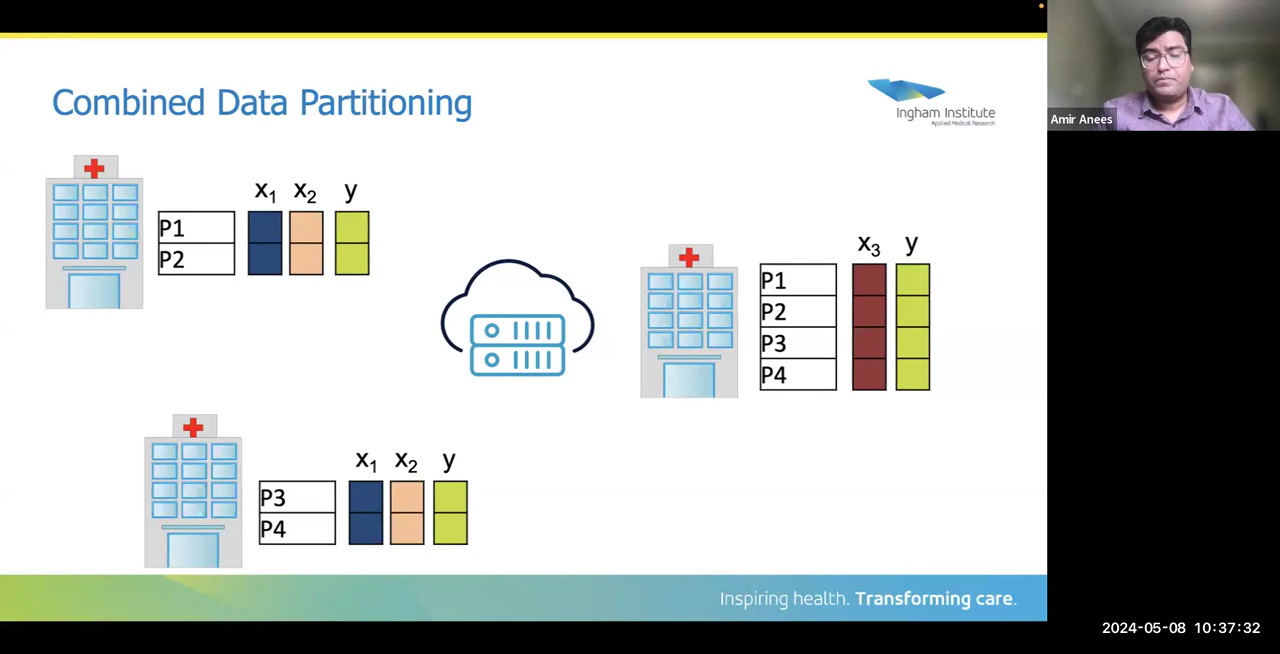 Combined Data Partitioning
Ingham Institute
Applied Medical Research
Amir Anees
x1 x2 y
P1
P2
x3 y
P1
P2
P3
P4
x1 x2 y
P3
P4
Inspiring health. Transforming care.
2024-05-08 10:37:32